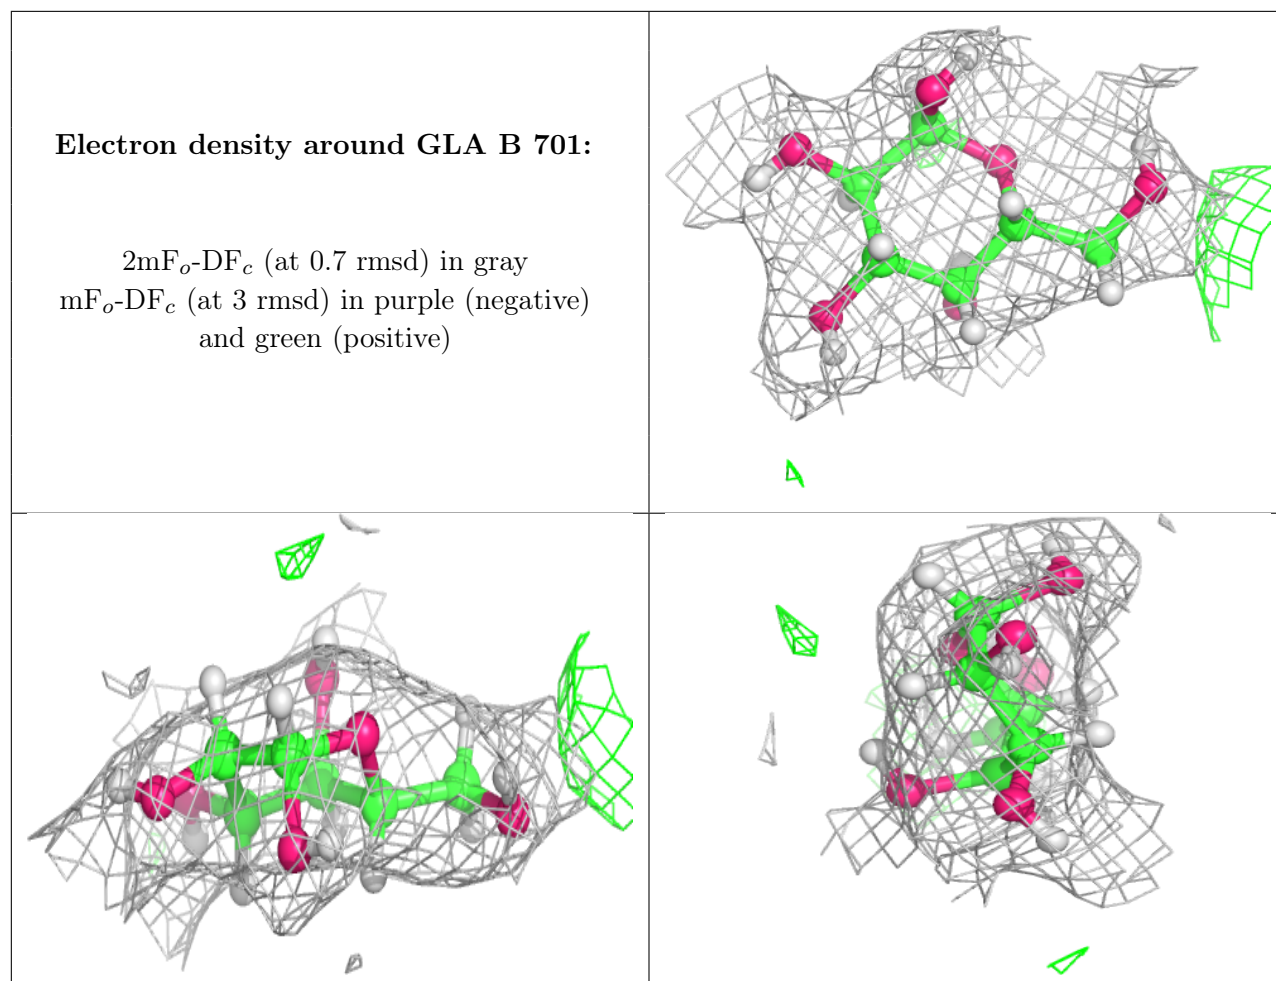 Electron density around GLA B 701:
2mF$_o$-DF$_c$ (at 0.7 rmsd) in gray
mF$_o$-DF$_c$ (at 3 rmsd) in purple (negative)
and green (positive)